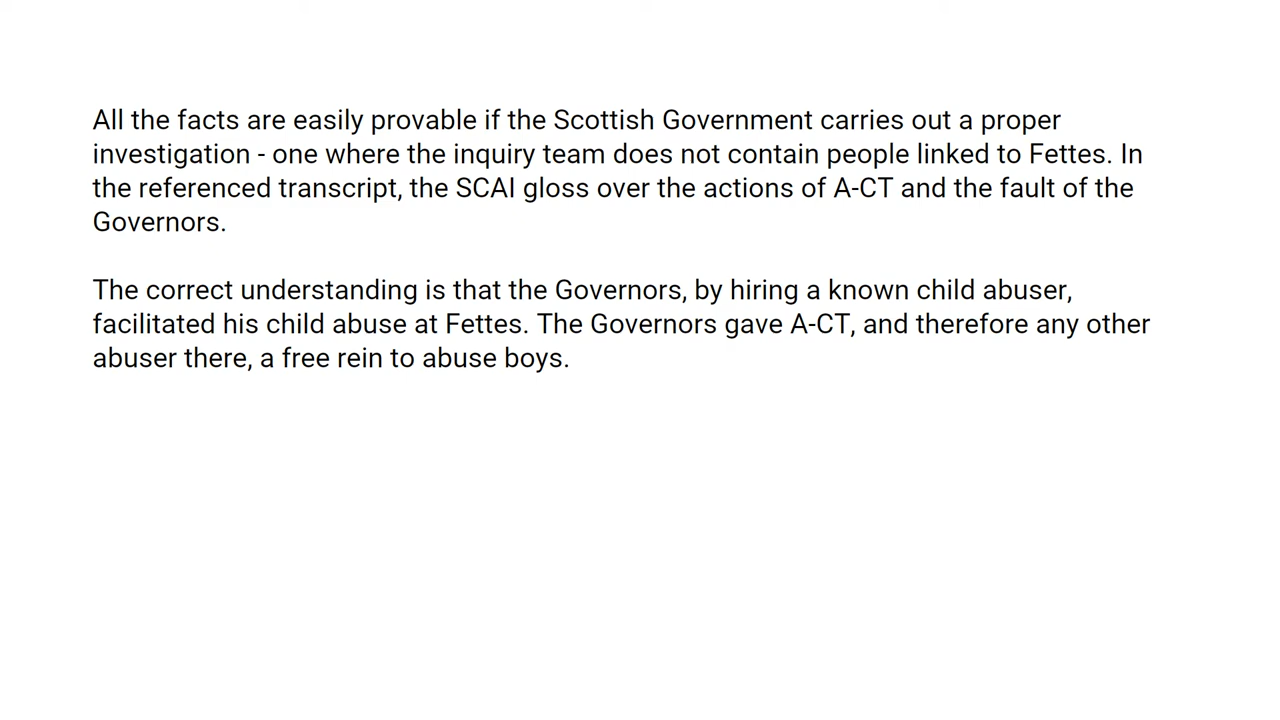 All the facts are easily provable if the Scottish Government carries out a proper
investigation - one where the inquiry team does not contain people linked to Fettes. In
the referenced transcript, the SCAI gloss over the actions of A-CT and the fault of the
Governors.
The correct understanding is that the Governors, by hiring a known child abuser,
facilitated his child abuse at Fettes. The Governors gave A-CT, and therefore any other
abuser there, a free rein to abuse boys.